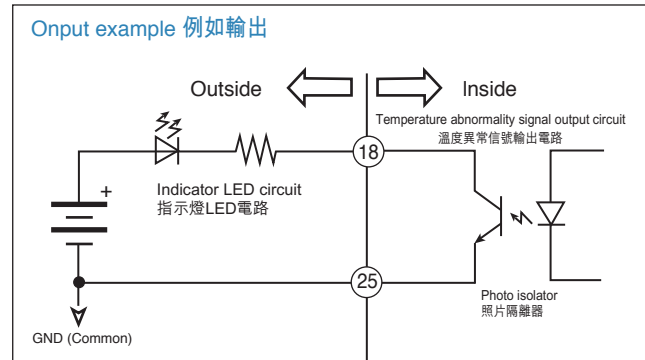 Onput example 例如輸出
Outside
Inside
Temperature abnormality signal output circuit
溫度異常信號輸出電路
18
+
Indicator LED circuit
指示燈LED電路
25
Photo isolator
照片隔離器
GND (Common)